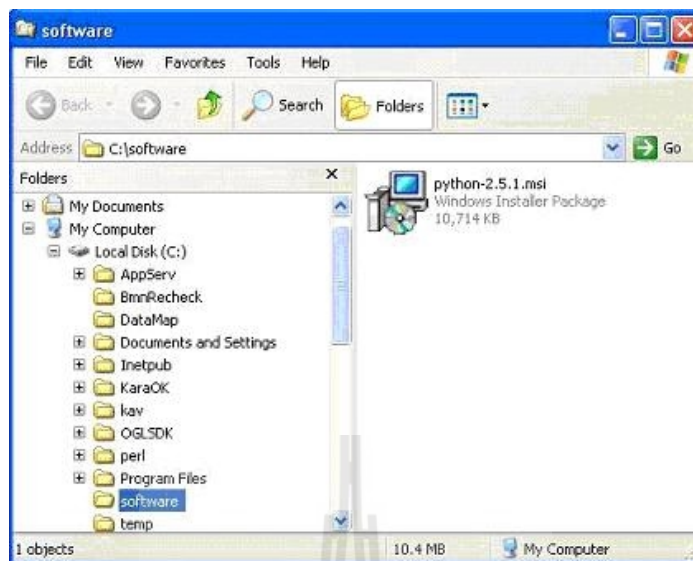 software
File Edit View Favorites Tools Help
Back Search Folders
Address C:\software Go
Folders
My Documents
My Computer
Local Disk (C:)
AppServ
BmnRecheck
DataMap
Documents and Settings
Inetpub
KaraOK
kav
OGLSDK
perl
Program Files
software
temp
python-2.5.1.msi
Windows Installer Package
10,714 KB
1 objects 10.4 MB My Computer